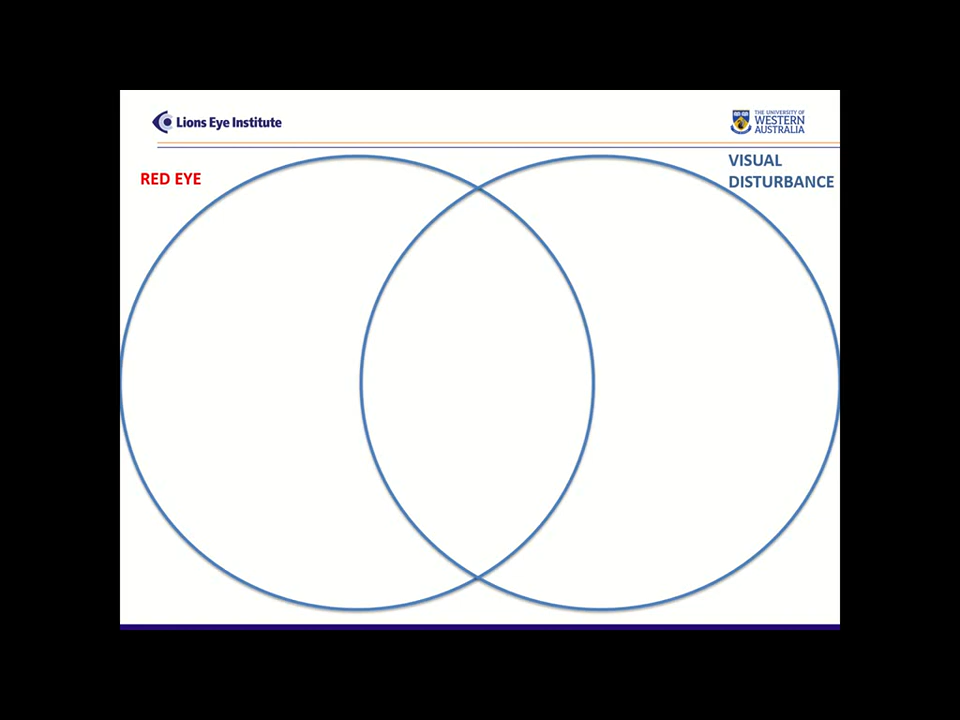 Lions Eye Institute
THE UNIVERSITY OF
WESTERN
AUSTRALIA
RED EYE
VISUAL
DISTURBANCE